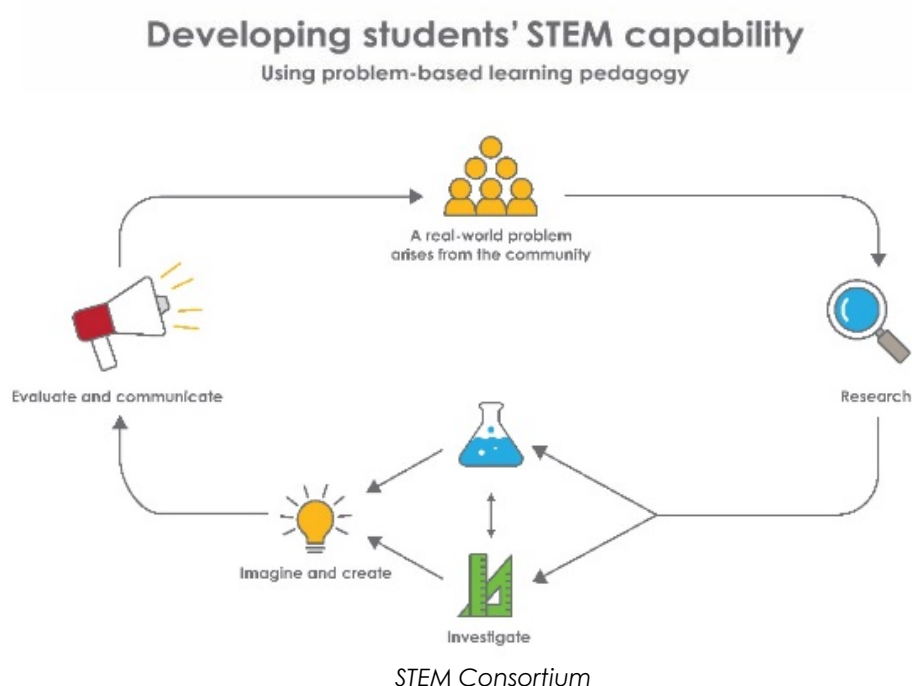 Developing students' STEM capability
Using problem-based learning pedagogy
A real-world problem
arises from the community
Research
Evaluate and communicate
Imagine and create
Investigate
STEM Consortium